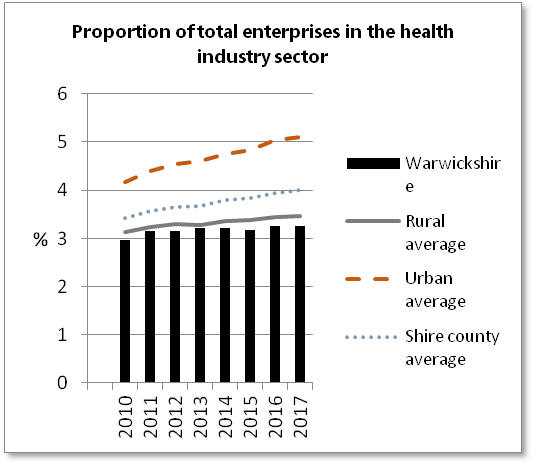 Proportion of total enterprises in the health
industry sector
6
5
4
3
2
1
0
%
2010
2011
2012
2013
2014
2015
2016
2017
Warwickshir
e
Rural
average
Urban
average
Shire county
average